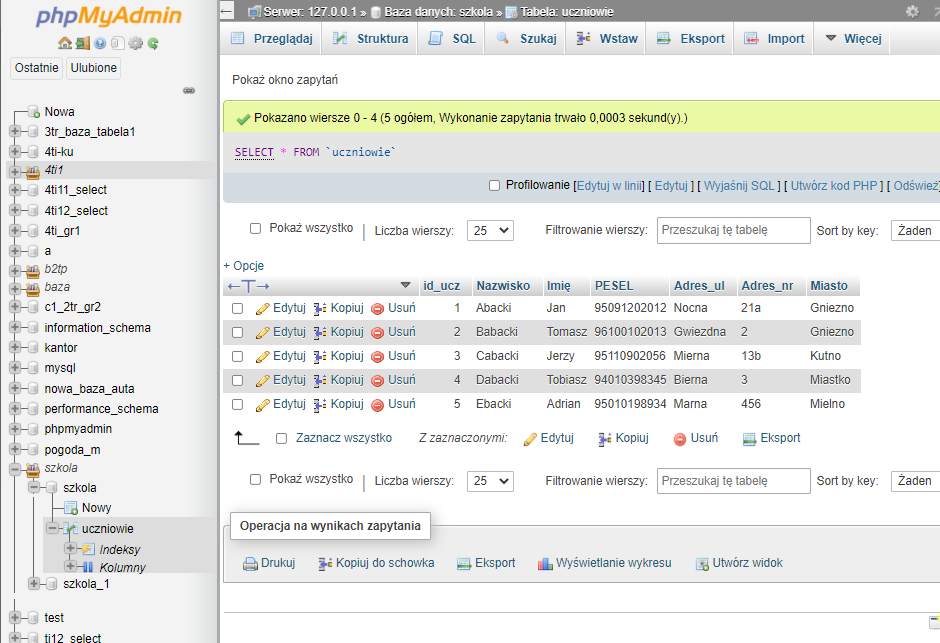 phpMyAdmin
Ostatnie Ulubione
Nowa
3tr_baza_tabela1
4ti-ku
4ti1
4ti11_select
4ti12_select
4ti_gr1
a
b2tp
baza
c1_2tr_gr2
information_schema
kantor
mysql
nowa_baza_auta
performance_schema
phpmyadmin
pogoda_m
szkola
szkola
Nowy
uczniowie
Indeksy
Kolumny
szkola_1
test
ti12_select
Serwer: 127.0.0.1 » Baza danych: szkola » Tabela: uczniowie
Przeglądaj Struktura SQL Szukaj Wstaw Eksport Import Więcej
Pokaż okno zapytań
Pokazano wiersze 0 - 4 (5 ogółem, Wykonanie zapytania trwało 0,0003 sekund(y).)
SELECT * FROM `uczniowie`
Profilowanie [Edytuj w linii] [ Edytuj ] [ Wyjaśnij SQL ] [ Utwórz kod PHP ] [ Odśwież]
Pokaż wszystko | Liczba wierszy: 25 Filtrowanie wierszy: Przeszukaj tę tabelę Sort by key: Żaden
+ Opcje
←T→ id_ucz Nazwisko Imię PESEL Adres_ul Adres_nr Miasto
Edytuj Kopiuj Usuń 1 Abacki Jan 95091202012 Nocna 21a Gniezno
Edytuj Kopiuj Usuń 2 Babacki Tomasz 96100102013 Gwiezdna 2 Gniezno
Edytuj Kopiuj Usuń 3 Cabacki Jerzy 95110902056 Mierna 13b Kutno
Edytuj Kopiuj Usuń 4 Dabacki Tobiasz 94010398345 Bierna 3 Miastko
Edytuj Kopiuj Usuń 5 Ebacki Adrian 95010198934 Marna 456 Mielno
Zaznacz wszystko Z zaznaczonymi: Edytuj Kopiuj Usuń Eksport
Pokaż wszystko | Liczba wierszy: 25 Filtrowanie wierszy: Przeszukaj tę tabelę Sort by key: Żaden
Operacja na wynikach zapytania
Drukuj Kopiuj do schowka Eksport Wyświetlanie wykresu Utwórz widok